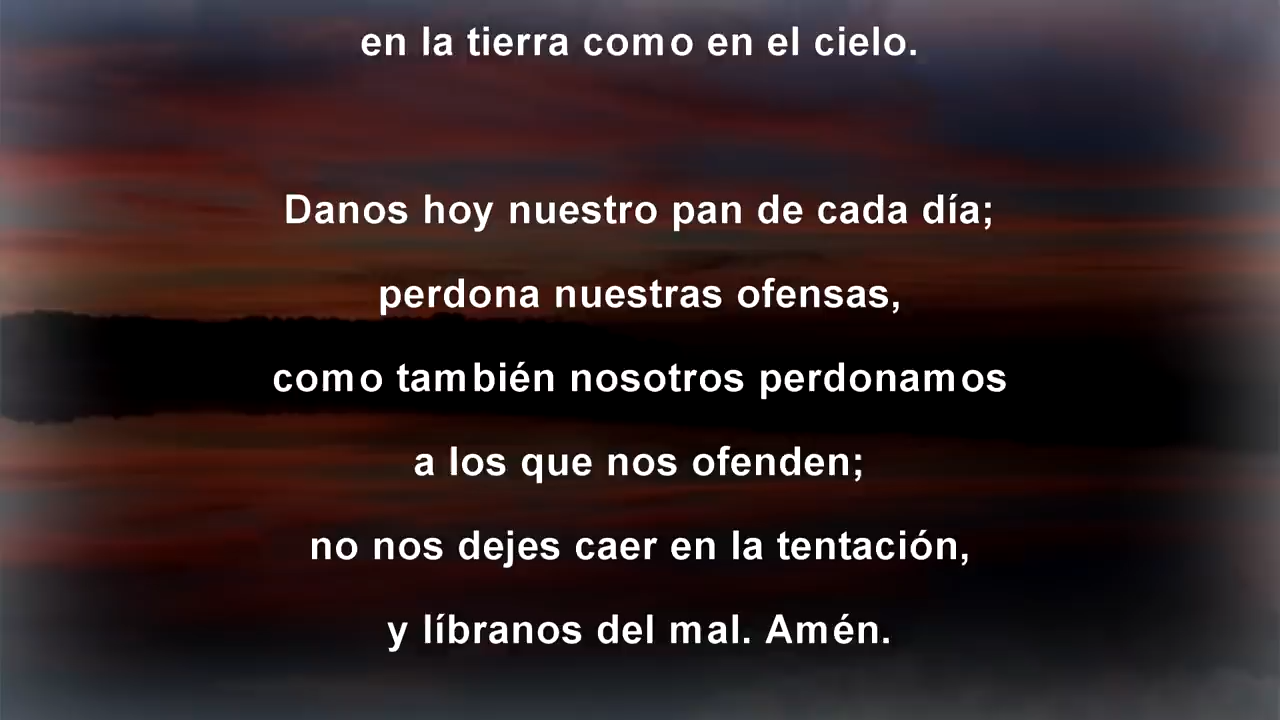 en la tierra como en el cielo.
Danos hoy nuestro pan de cada día;
perdona nuestras ofensas,
como también nosotros perdonamos
a los que nos ofenden;
no nos dejes caer en la tentación,
y líbranos del mal. Amén.